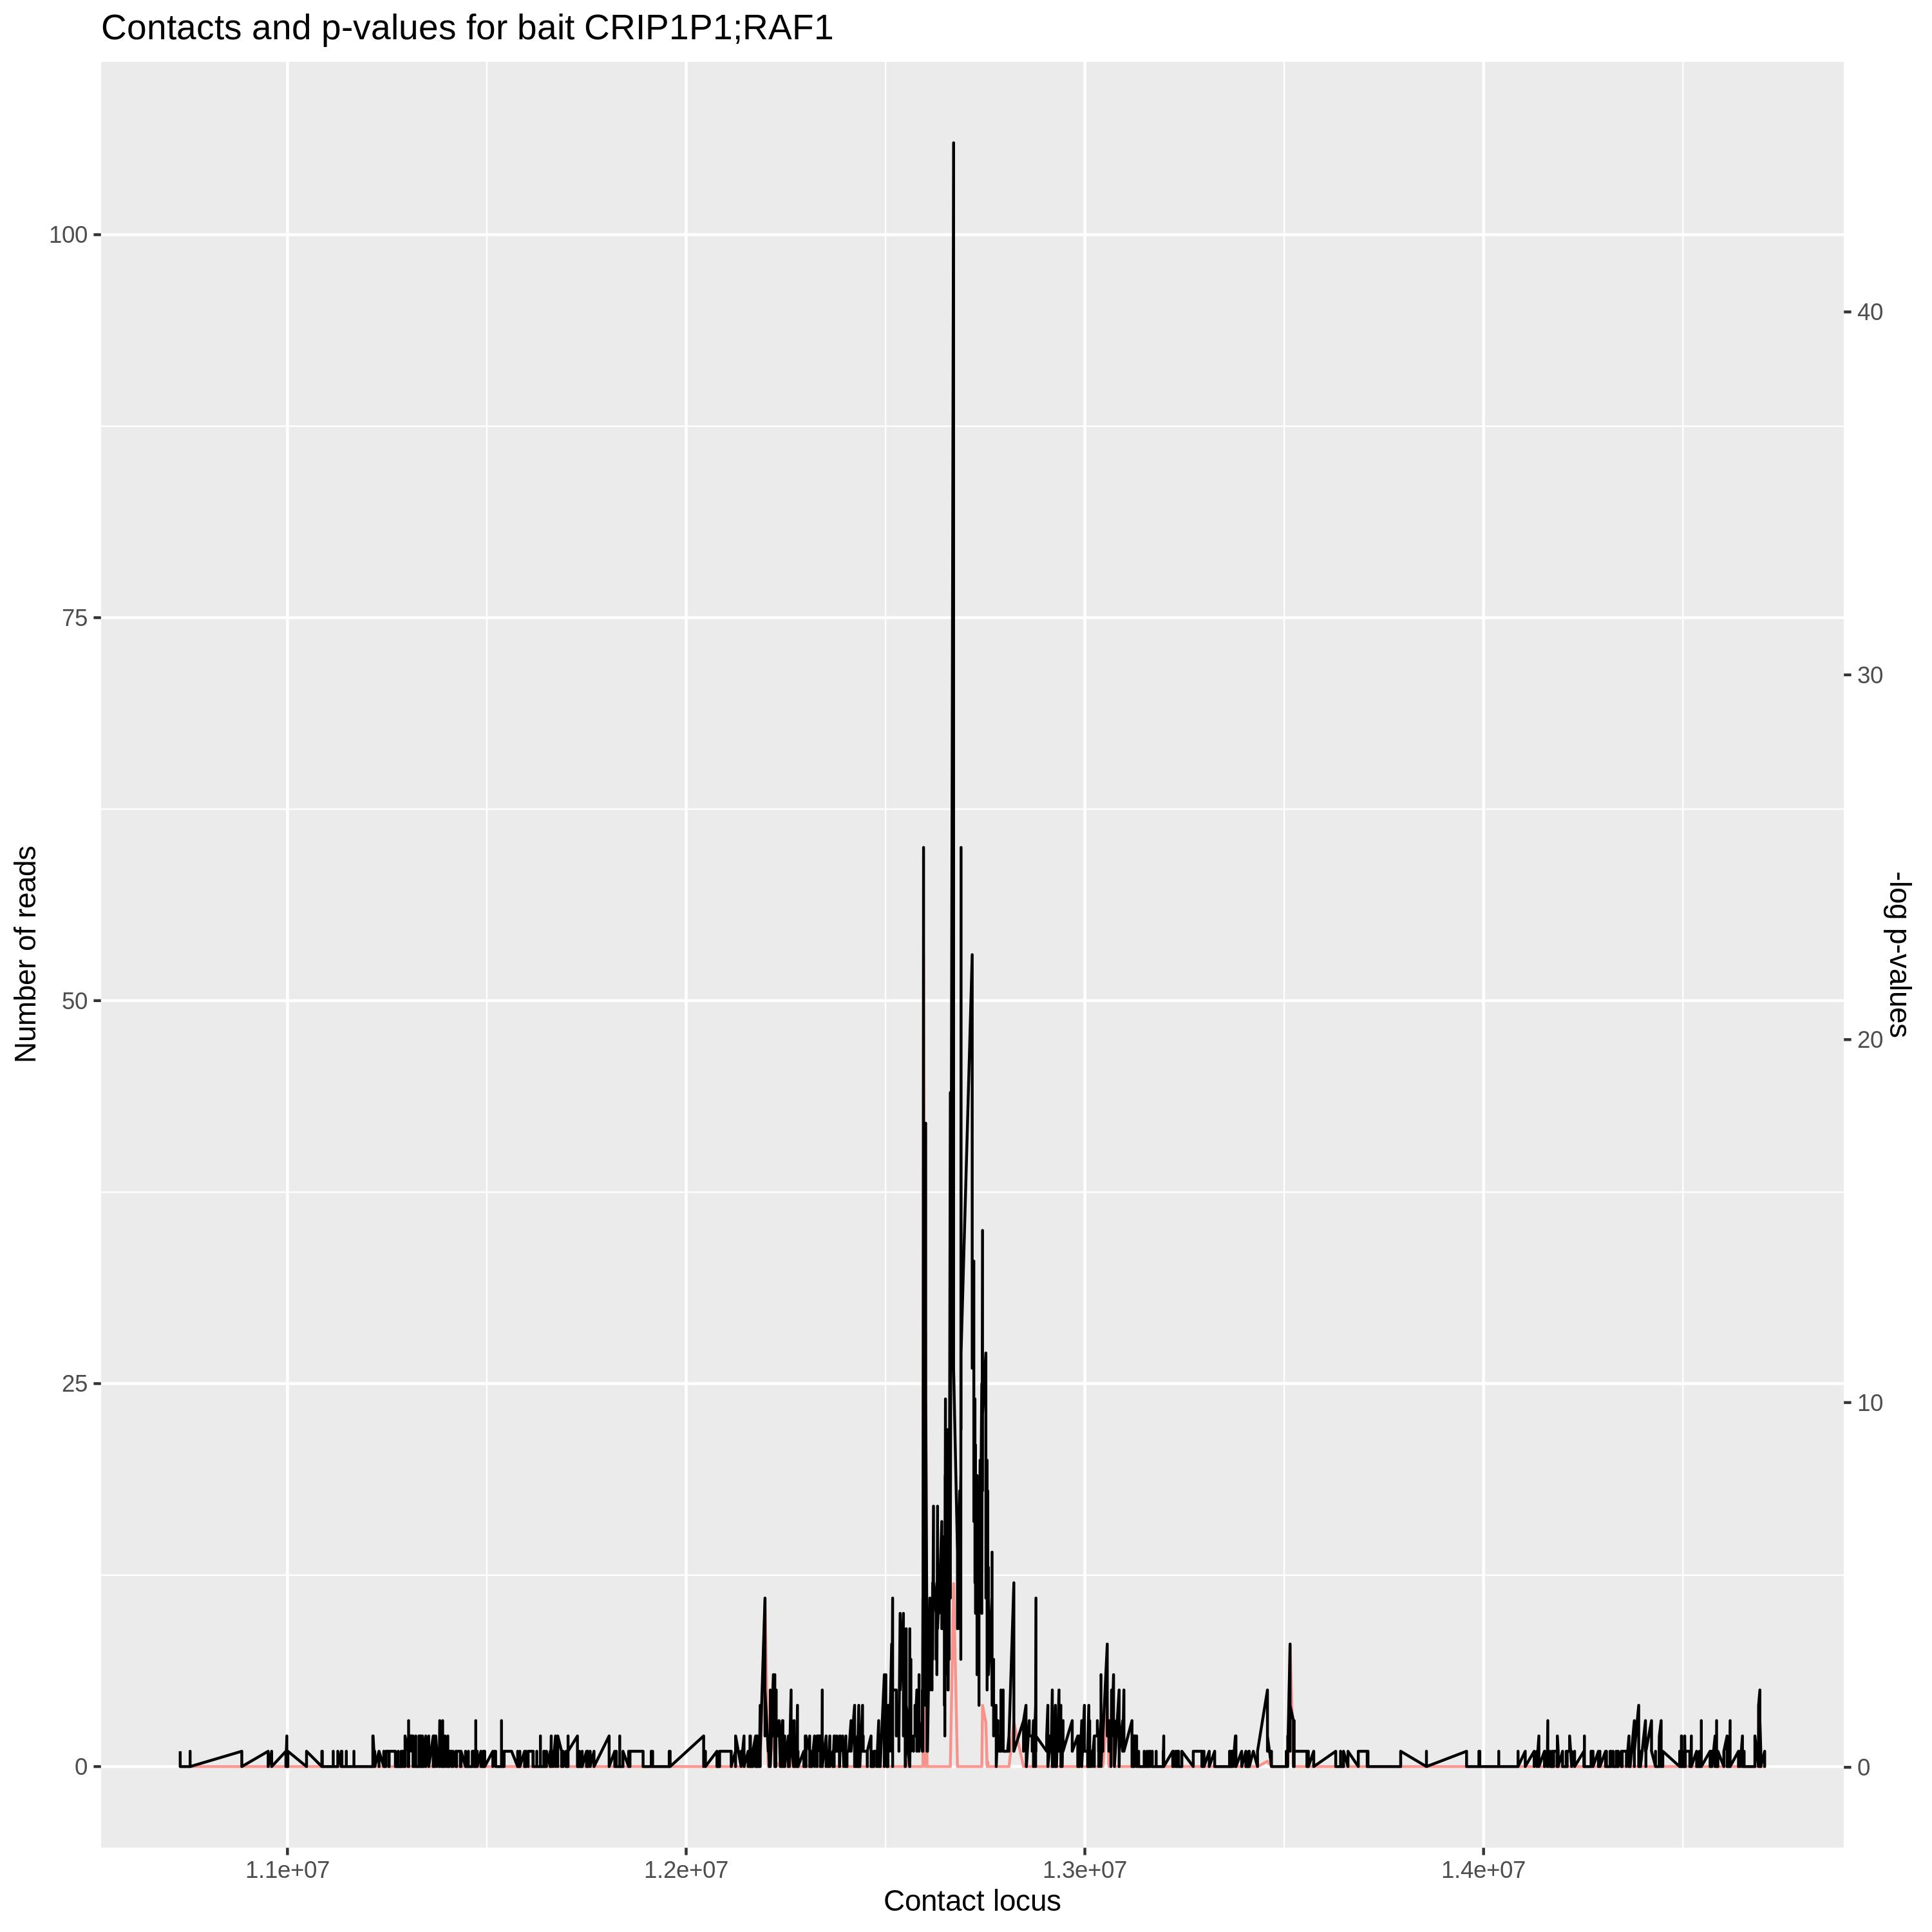 Contacts and p-values for bait CRIP1P1;RAF1
100
75
50
25
0
Number of reads
40
30
20
10
0
-log p-values
1.1e+07 1.2e+07 1.3e+07 1.4e+07
Contact locus